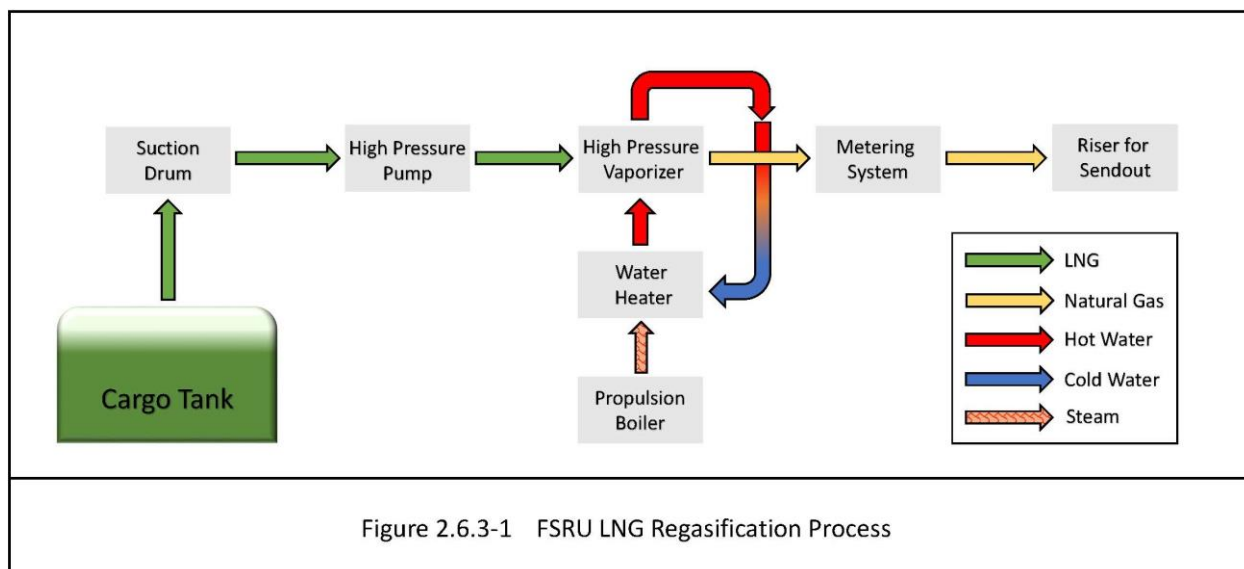 Suction
Drum
High Pressure
Pump
High Pressure
Vaporizer
Metering
System
Riser for
Sendout
Water
Heater
Propulsion
Boiler
Cargo Tank
LNG
Natural Gas
Hot Water
Cold Water
Steam
Figure 2.6.3-1 FSRU LNG Regasification Process